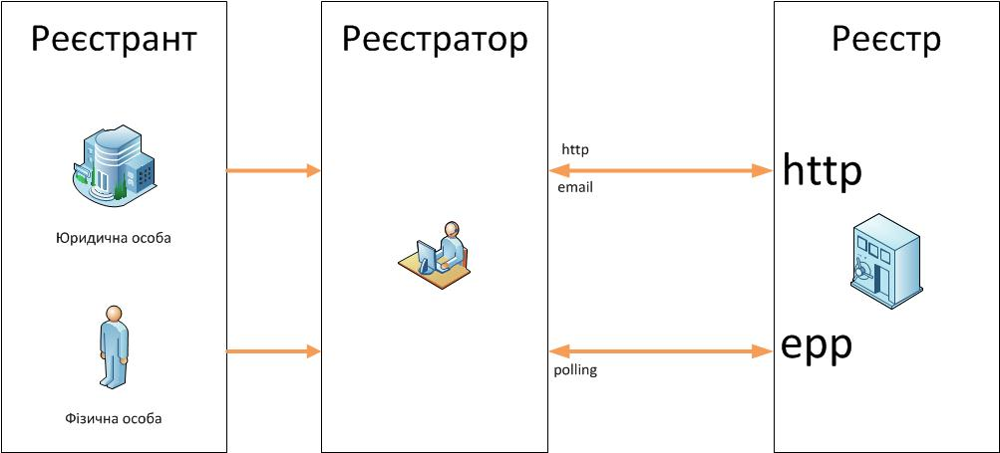 Реєстрант
Реєстратор
Реєстр
http
email
http
Юридична особа
polling
epp
Фізична особа